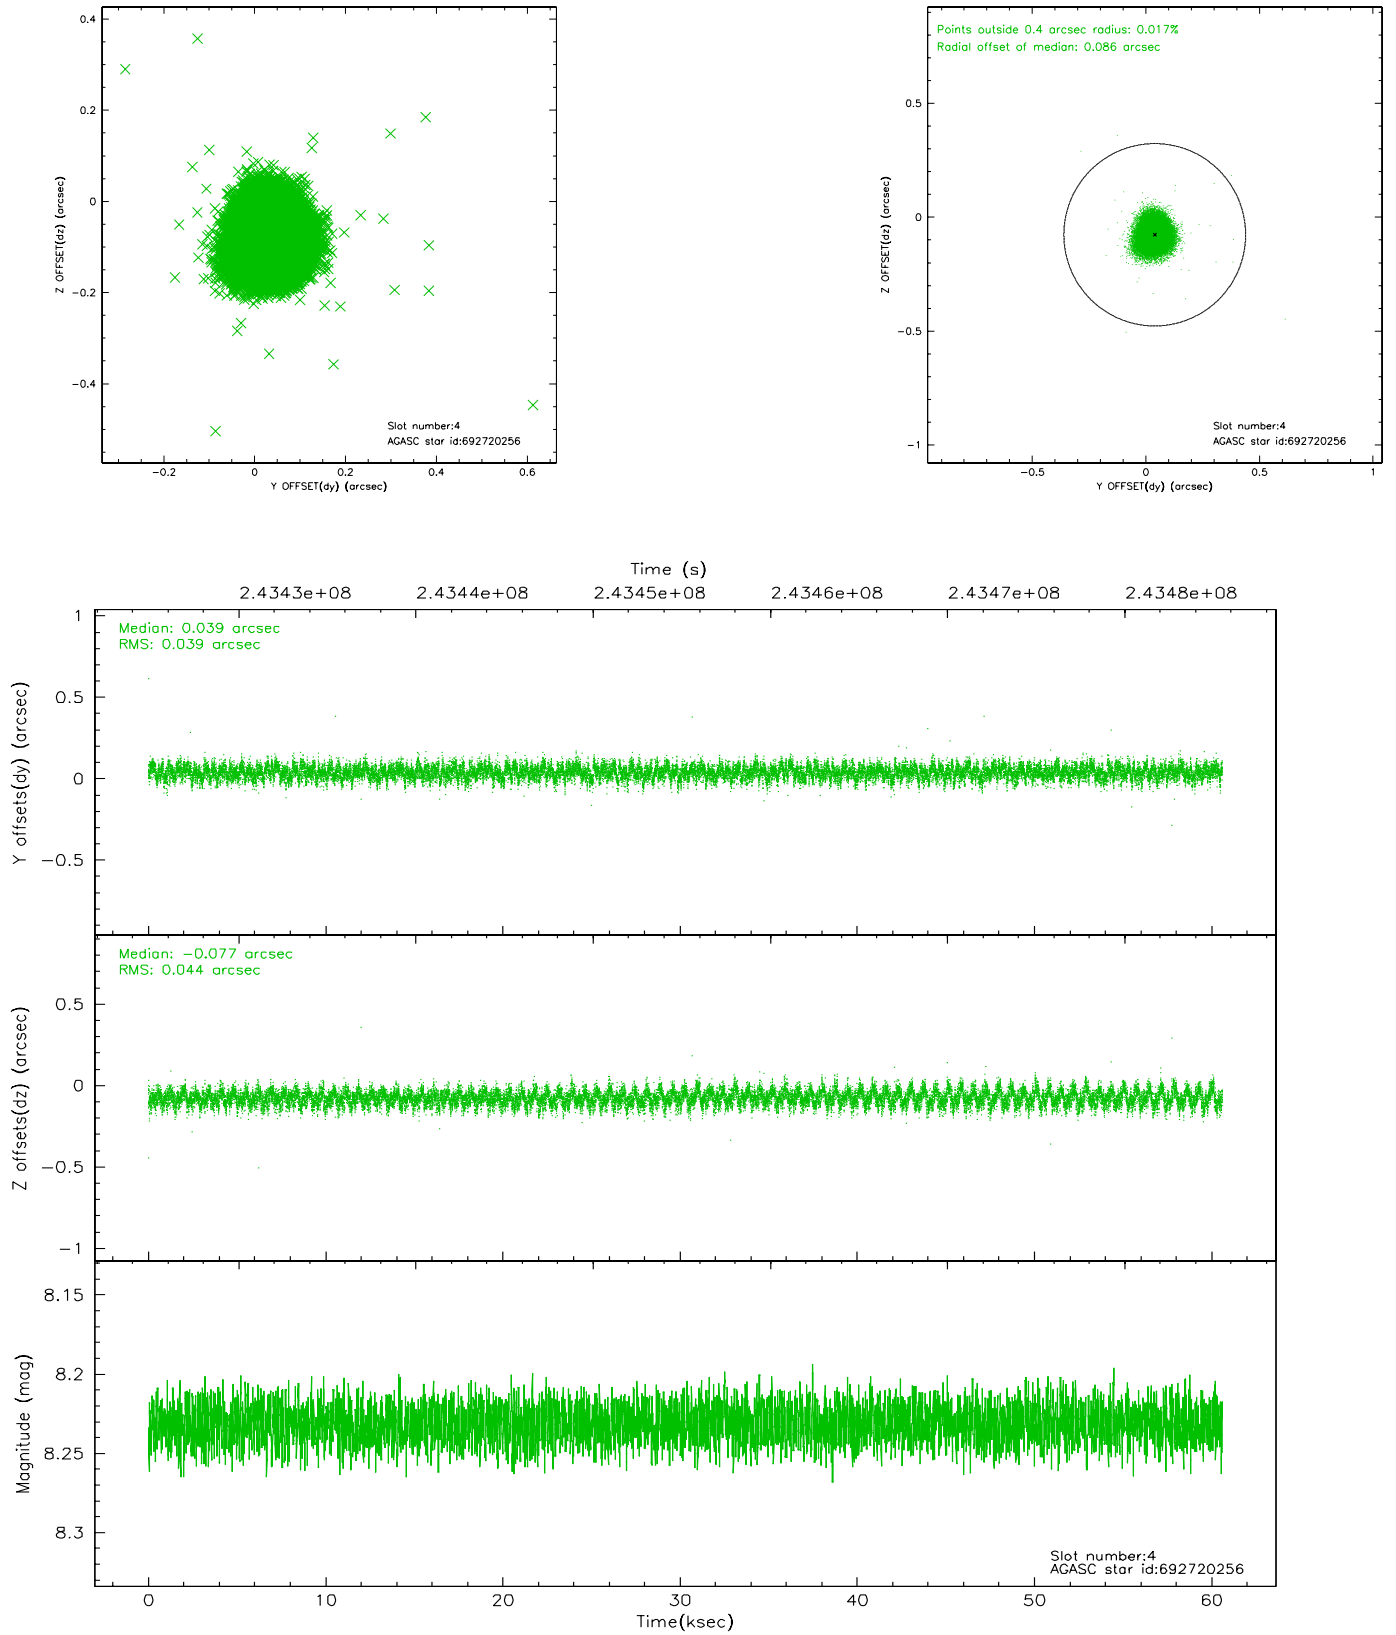 0.4
0.2
0
−0.2
−0.4
Z OFFSET(dz) (arcsec)
Slot number:4
AGASC star id:692720256
−0.2 0 0.2 0.4 0.6
Y OFFSET(dy) (arcsec)
Points outside 0.4 arcsec radius: 0.017%
Radial offset of median: 0.086 arcsec
0.5
0
−0.5
−1
Z OFFSET(dz) (arcsec)
Slot number:4
AGASC star id:692720256
−0.5 0 0.5 1
Y OFFSET(dy) (arcsec)
Time (s)
2.4343e+08 2.4344e+08 2.4345e+08 2.4346e+08 2.4347e+08 2.4348e+08
Median: 0.039 arcsec
RMS: 0.039 arcsec
1
0.5
0
−0.5
Y offsets(dy) (arcsec)
Median: −0.077 arcsec
RMS: 0.044 arcsec
0.5
0
−0.5
−1
Z offsets(dz) (arcsec)
8.15
8.2
8.25
8.3
Magnitude (mag)
Slot number:4
AGASC star id:692720256
0 10 20 30 40 50 60
Time(ksec)